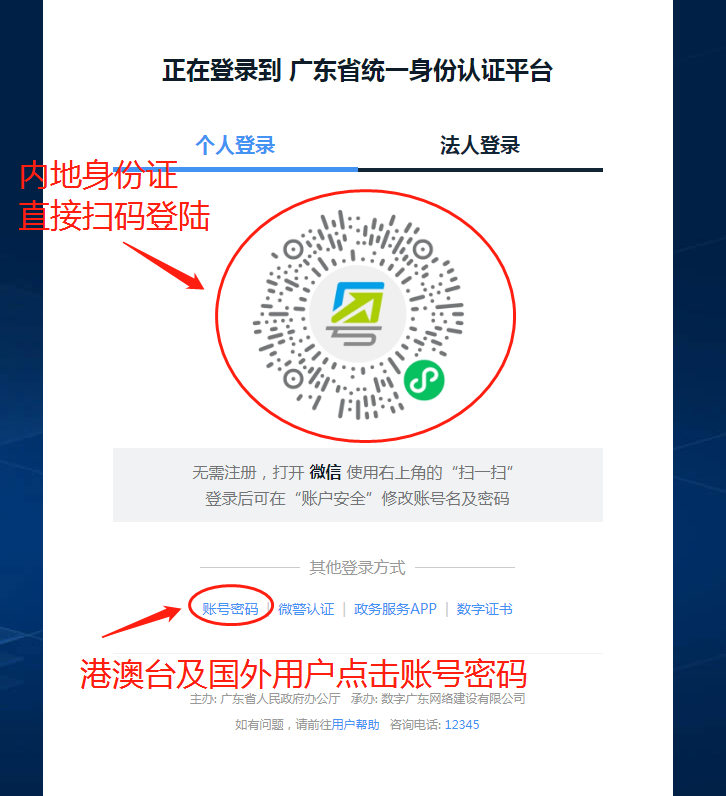 正在登录到 广东省统一身份认证平台
个人登录
法人登录
内地身份证
直接扫码登陆
无需注册，打开 微信 使用右上角的“扫一扫”
登录后可在“账户安全”修改账号名及密码
其他登录方式
账号密码 | 微警认证 | 政务服务APP | 数字证书
港澳台及国外用户点击账号密码
主办: 广东省人民政府办公厅 承办: 数字广东网络建设有限公司
如有问题，请前往用户帮助 咨询电话: 12345